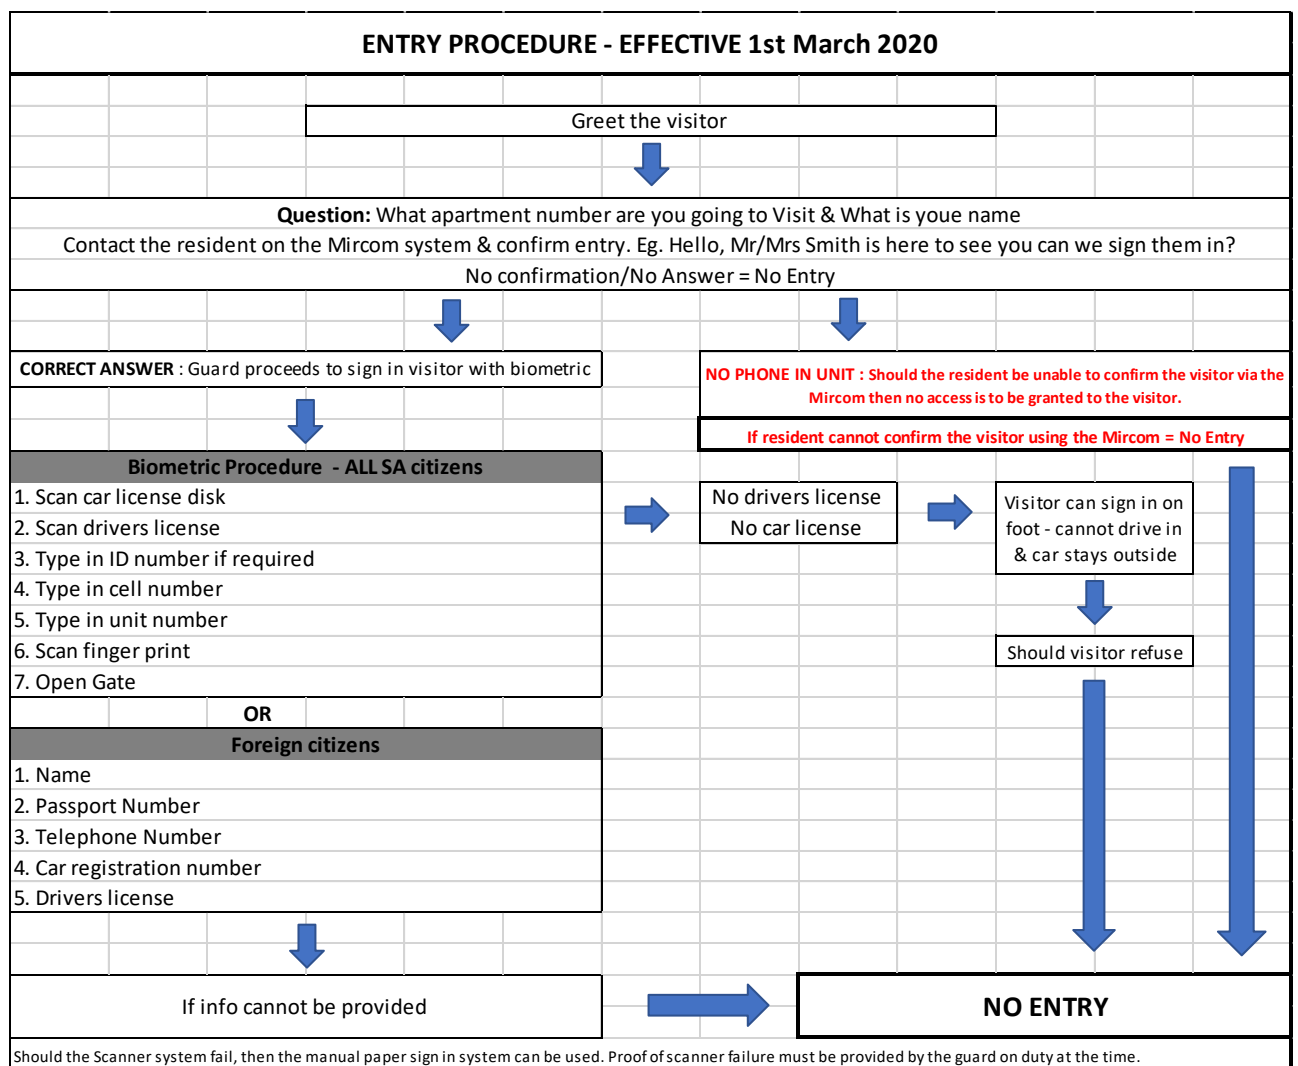 ENTRY PROCEDURE - EFFECTIVE 1st March 2020
Greet the visitor
Question: What apartment number are you going to Visit & What is youe name
Contact the resident on the Mircom system & confirm entry. Eg. Hello, Mr/Mrs Smith is here to see you can we sign them in?
No confirmation/No Answer = No Entry
CORRECT ANSWER : Guard proceeds to sign in visitor with biometric
NO PHONE IN UNIT : Should the resident be unable to confirm the visitor via the
Mircom then no access is to be granted to the visitor.
If resident cannot confirm the visitor using the Mircom = No Entry
Biometric Procedure - ALL SA citizens
1. Scan car license disk
2. Scan drivers license
3. Type in ID number if required
4. Type in cell number
5. Type in unit number
6. Scan finger print
7. Open Gate
No drivers license
No car license
Visitor can sign in on
foot - cannot drive in
& car stays outside
Should visitor refuse
OR
Foreign citizens
1. Name
2. Passport Number
3. Telephone Number
4. Car registration number
5. Drivers license
If info cannot be provided
NO ENTRY
Should the Scanner system fail, then the manual paper sign in system can be used. Proof of scanner failure must be provided by the guard on duty at the time.